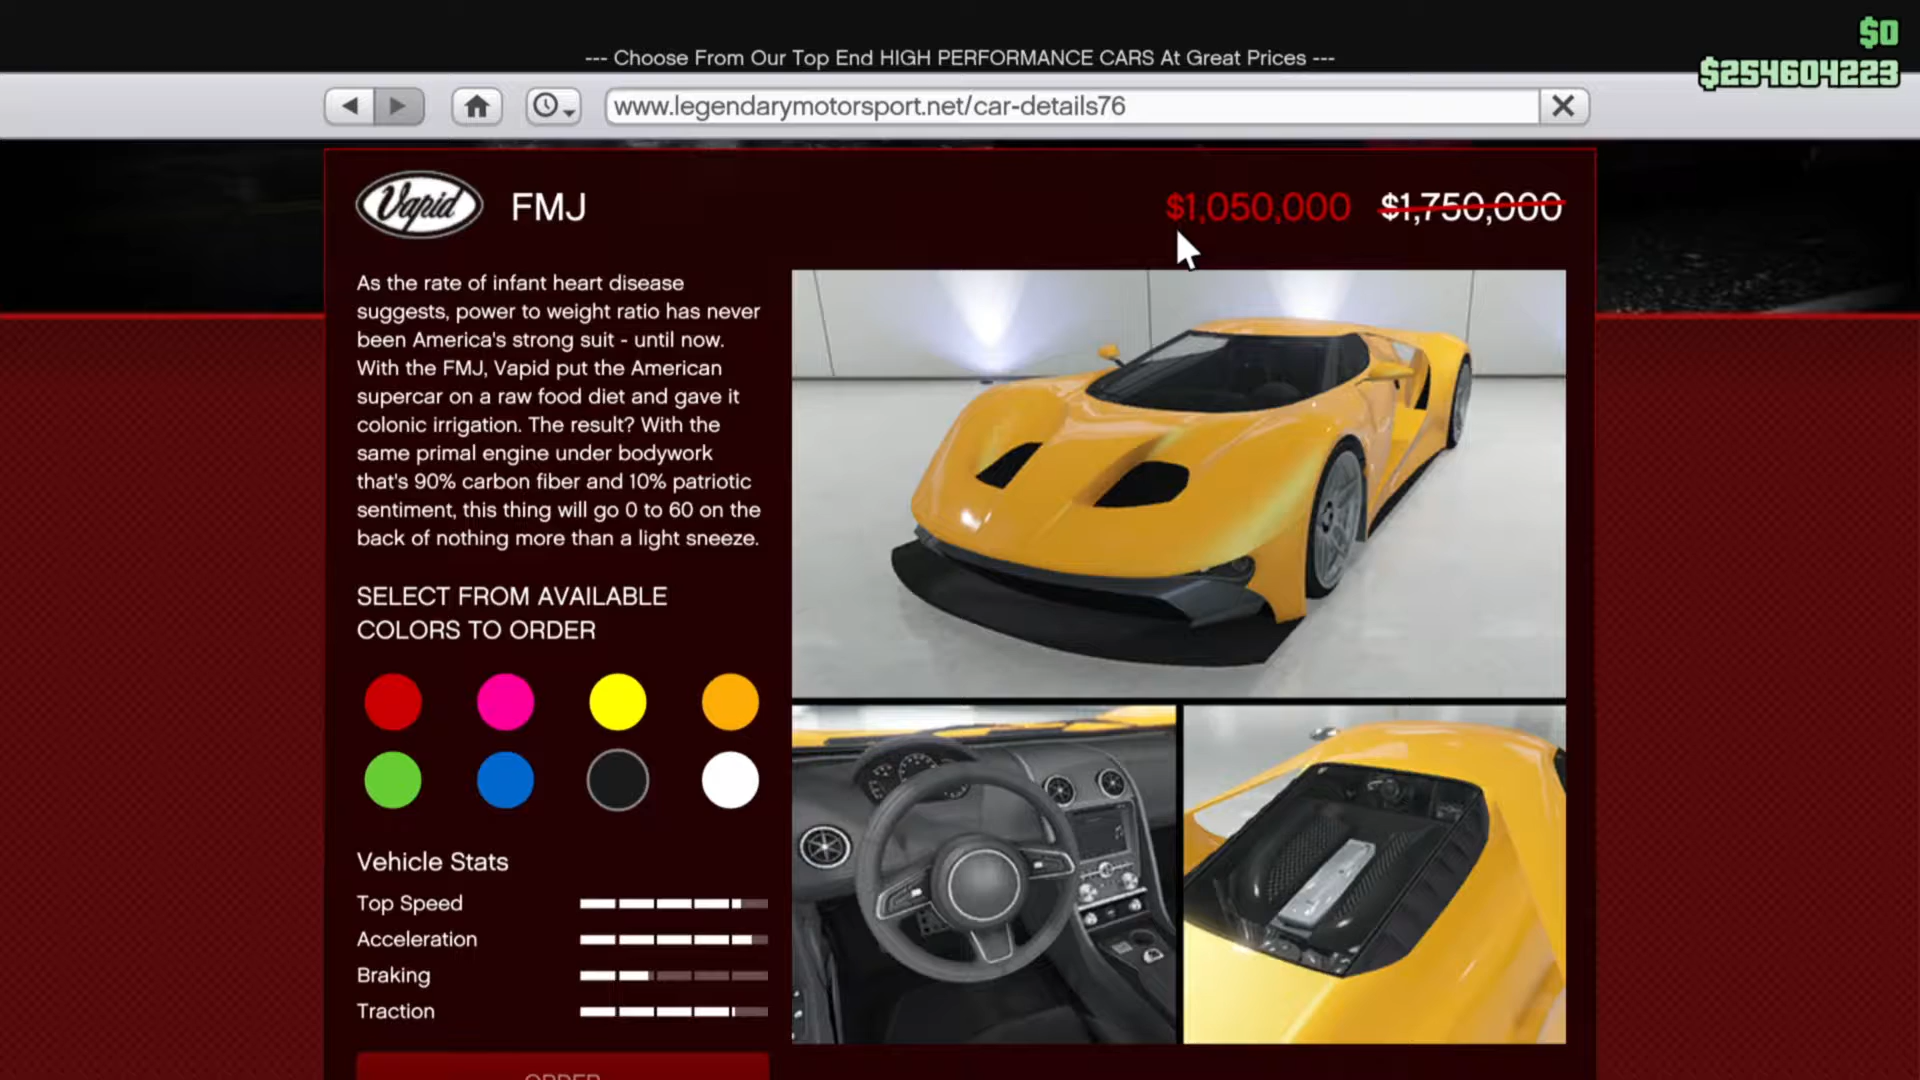 $0
--- Choose From Our Top End HIGH PERFORMANCE CARS At Great Prices ---
$254604223
www.legendarymotorsport.net/car-details76
Vapid
FMJ
$1,050,000
$1,750,000
As the rate of infant heart disease
suggests, power to weight ratio has never
been America's strong suit - until now.
With the FMJ, Vapid put the American
supercar on a raw food diet and gave it
colonic irrigation. The result? With the
same primal engine under bodywork
that's 90% carbon fiber and 10% patriotic
sentiment, this thing will go 0 to 60 on the
back of nothing more than a light sneeze.
SELECT FROM AVAILABLE
COLORS TO ORDER
Vehicle Stats
Top Speed
Acceleration
Braking
Traction
ORDER